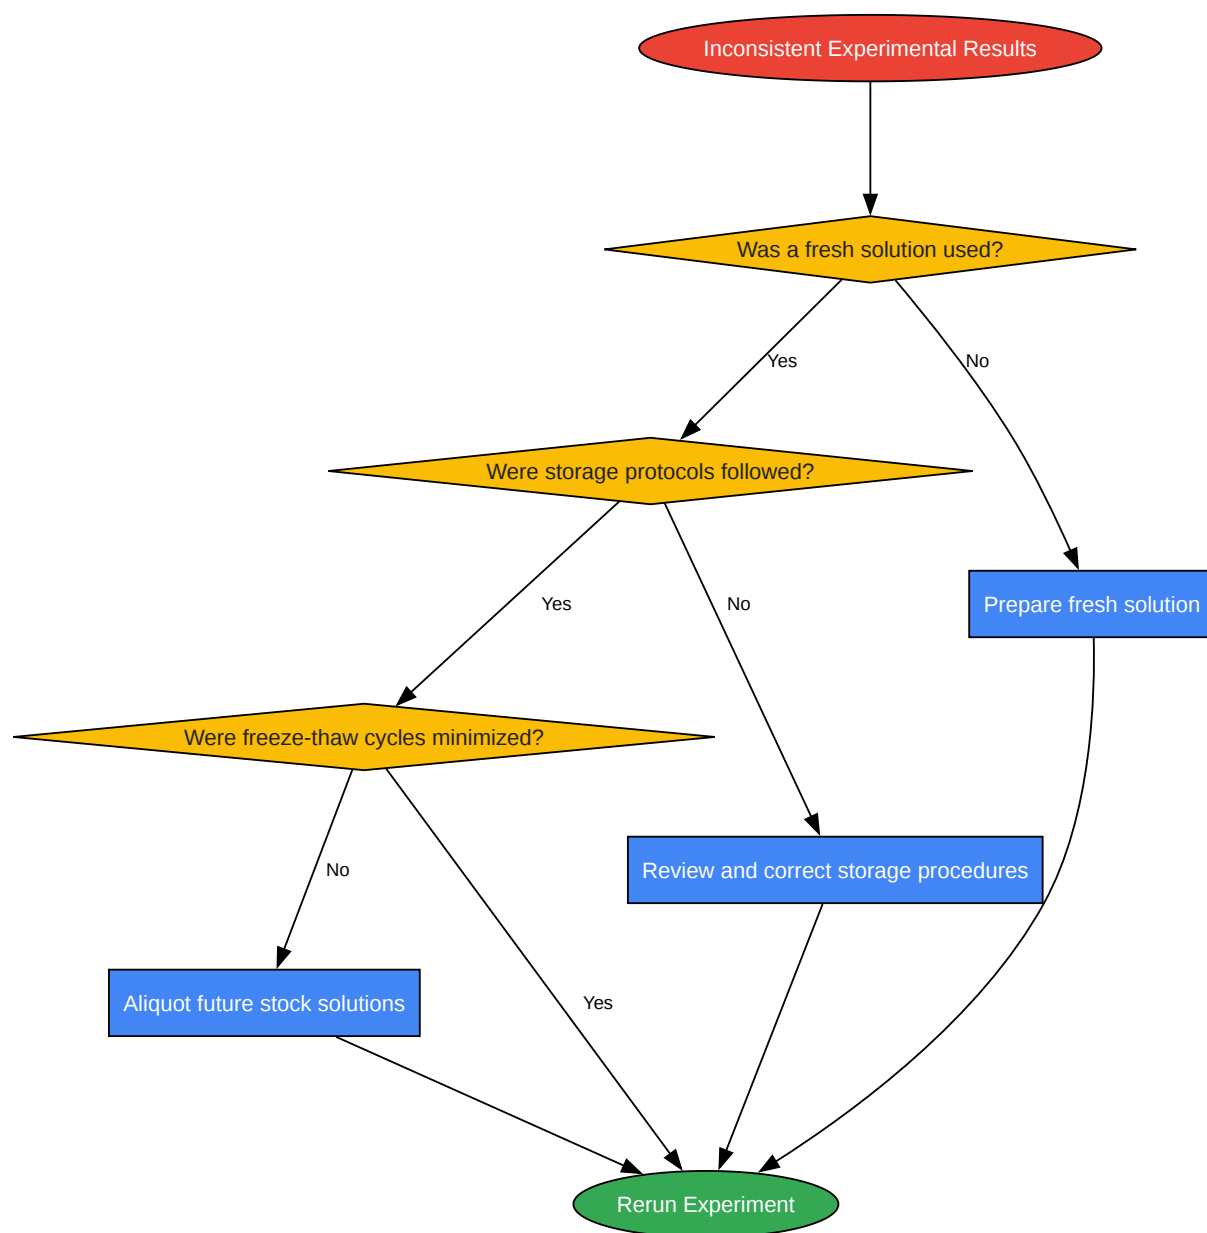 Inconsistent Experimental Results
Was a fresh solution used?
Yes
No
Were storage protocols followed?
Yes
No
Prepare fresh solution
Were freeze-thaw cycles minimized?
No
Review and correct storage procedures
Aliquot future stock solutions
Yes
Rerun Experiment